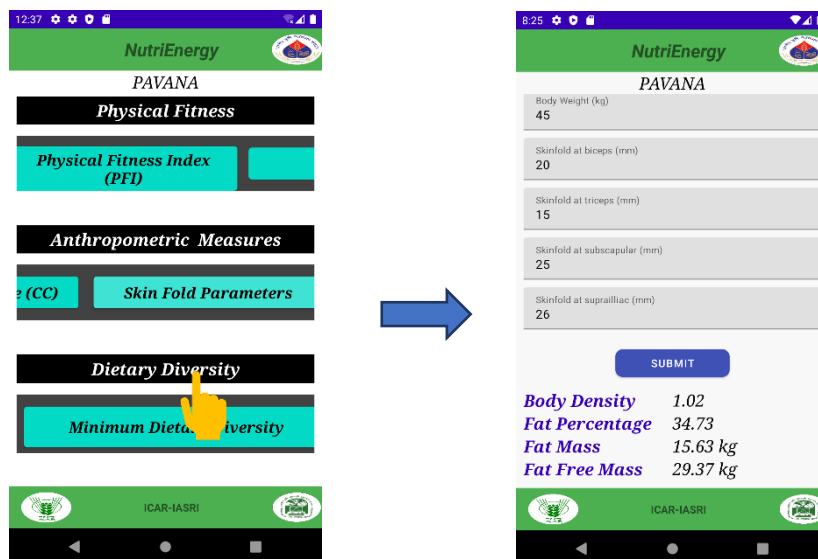 12:37
NutriEnergy
PAVANA
Physical Fitness
Physical Fitness Index
(PFI)
Anthropometric Measures
(CC)
Skin Fold Parameters
Dietary Diversity
Minimum
ICAR-IASRI
8:25
NutriEnergy
PAVANA
Body Weight (kg)
45
Skinfold at biceps (mm)
20
Skinfold at triceps (mm)
15
Skinfold at subscapular (mm)
25
Skinfold at suprailliac (mm)
26
SUBMIT
Body Density 1.02
Fat Percentage 34.73
Fat Mass 15.63 kg
Fat Free Mass 29.37 kg
ICAR-IASRI